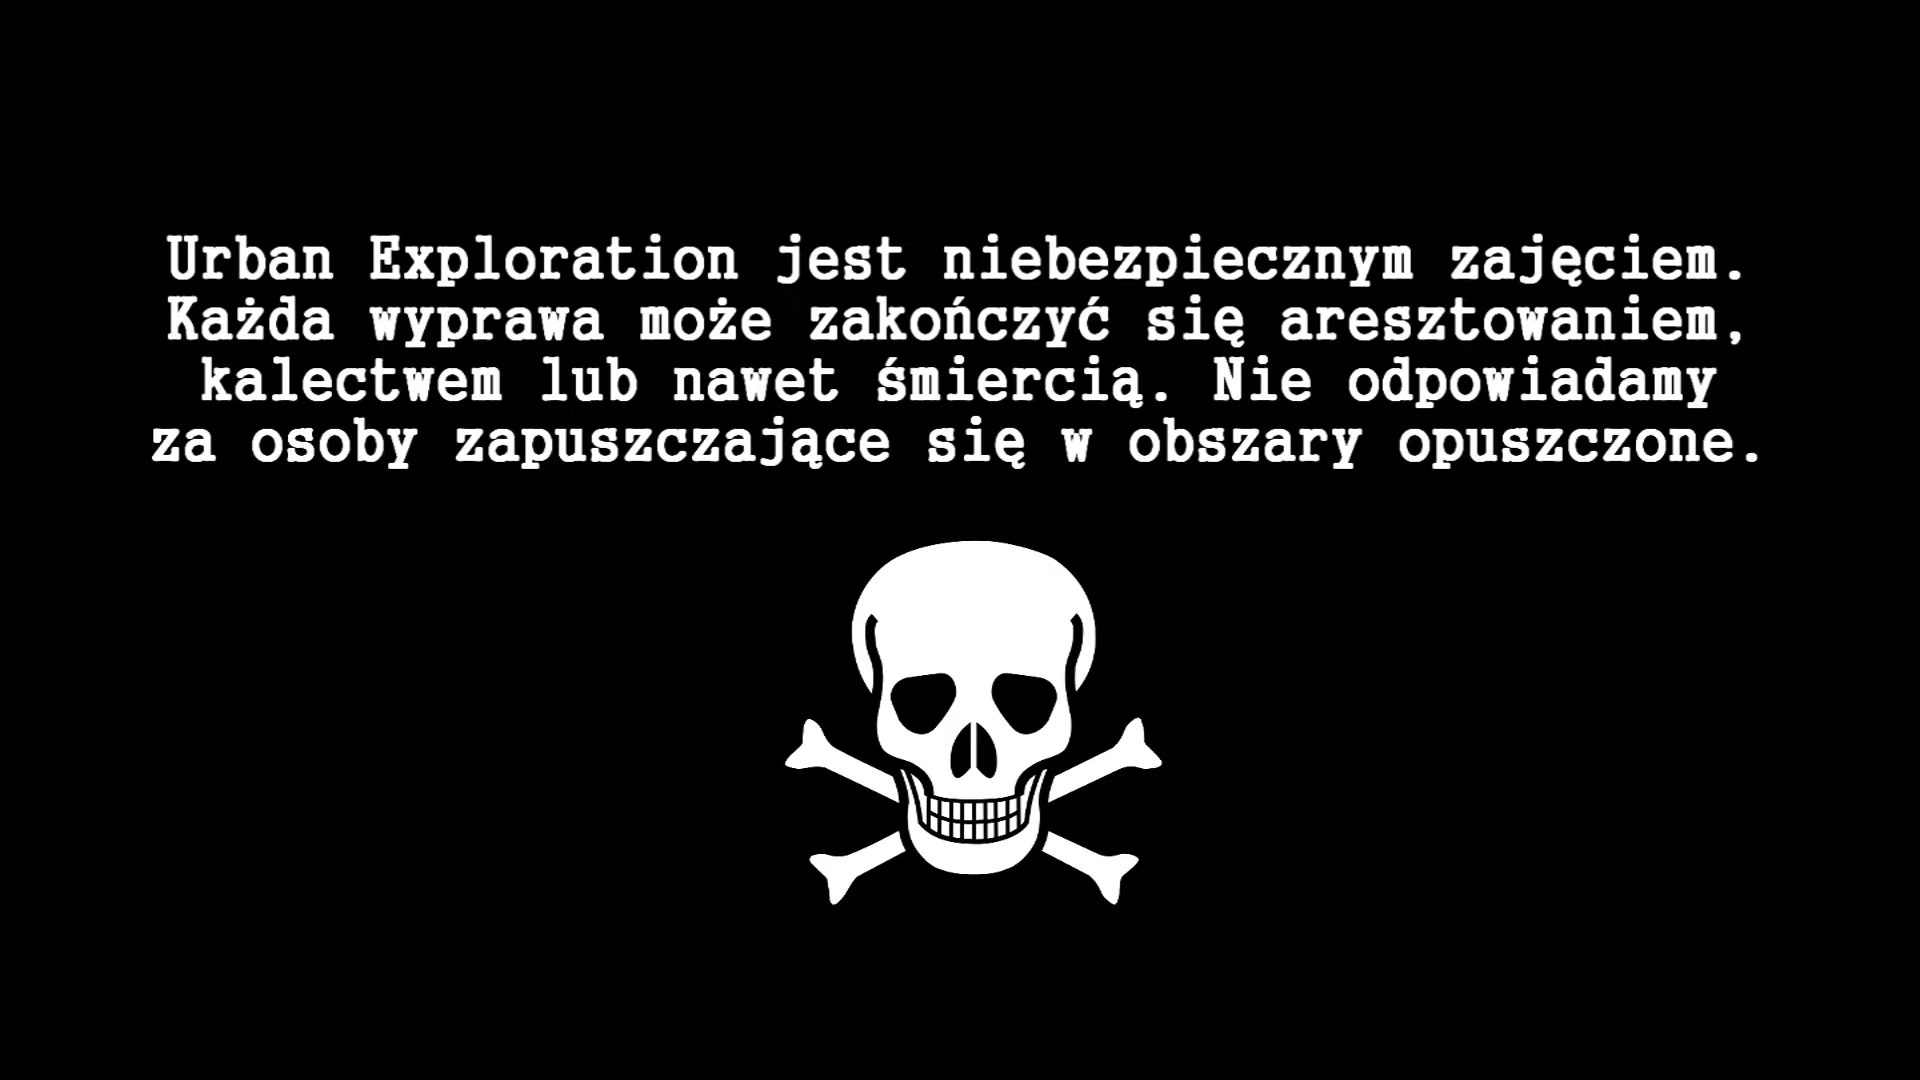 Urban Exploration jest niebezpiecznym zajęciem.
Każda wyprawa może zakończyć się aresztowaniem,
kalectwem lub nawet śmiercią. Nie odpowiadamy
za osoby zapuszczające się w obszary opuszczone.